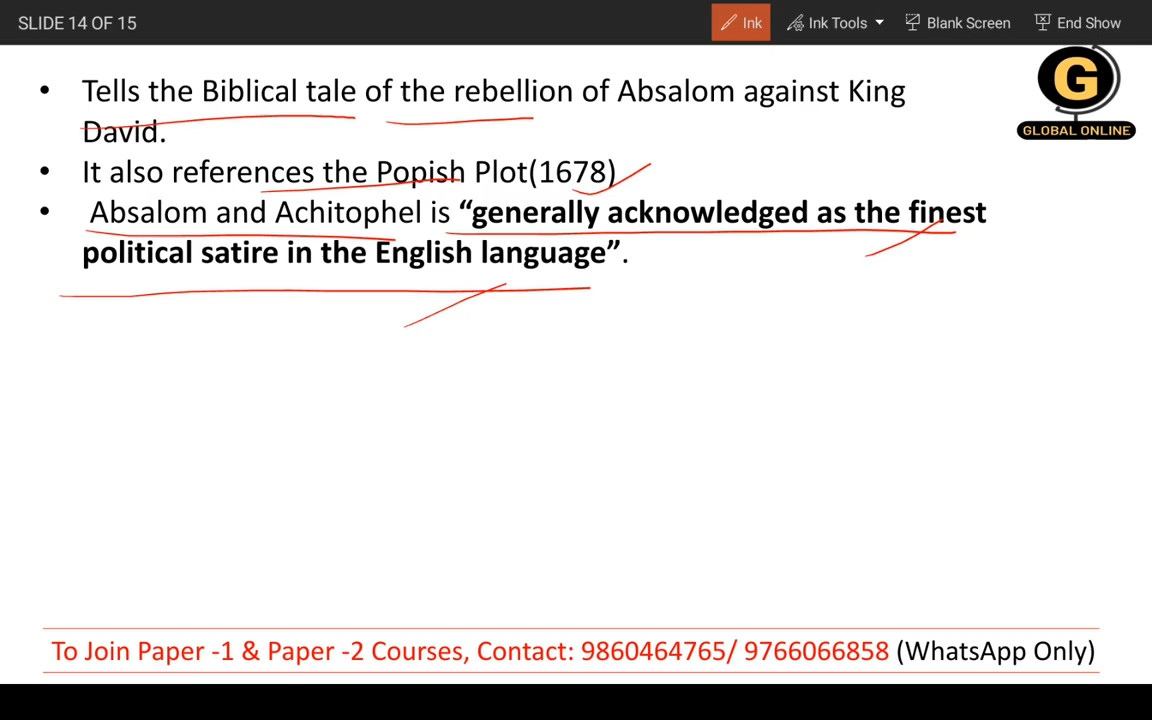 SLIDE 14 OF 15 Ink Ink Tools Blank Screen End Show
• Tells the Biblical tale of the rebellion of Absalom against King
David.
• It also references the Popish Plot(1678)
• Absalom and Achitophel is “generally acknowledged as the finest
political satire in the English language”.
G
GLOBAL ONLINE
To Join Paper -1 & Paper -2 Courses, Contact: 9860464765/ 9766066858 (WhatsApp Only)